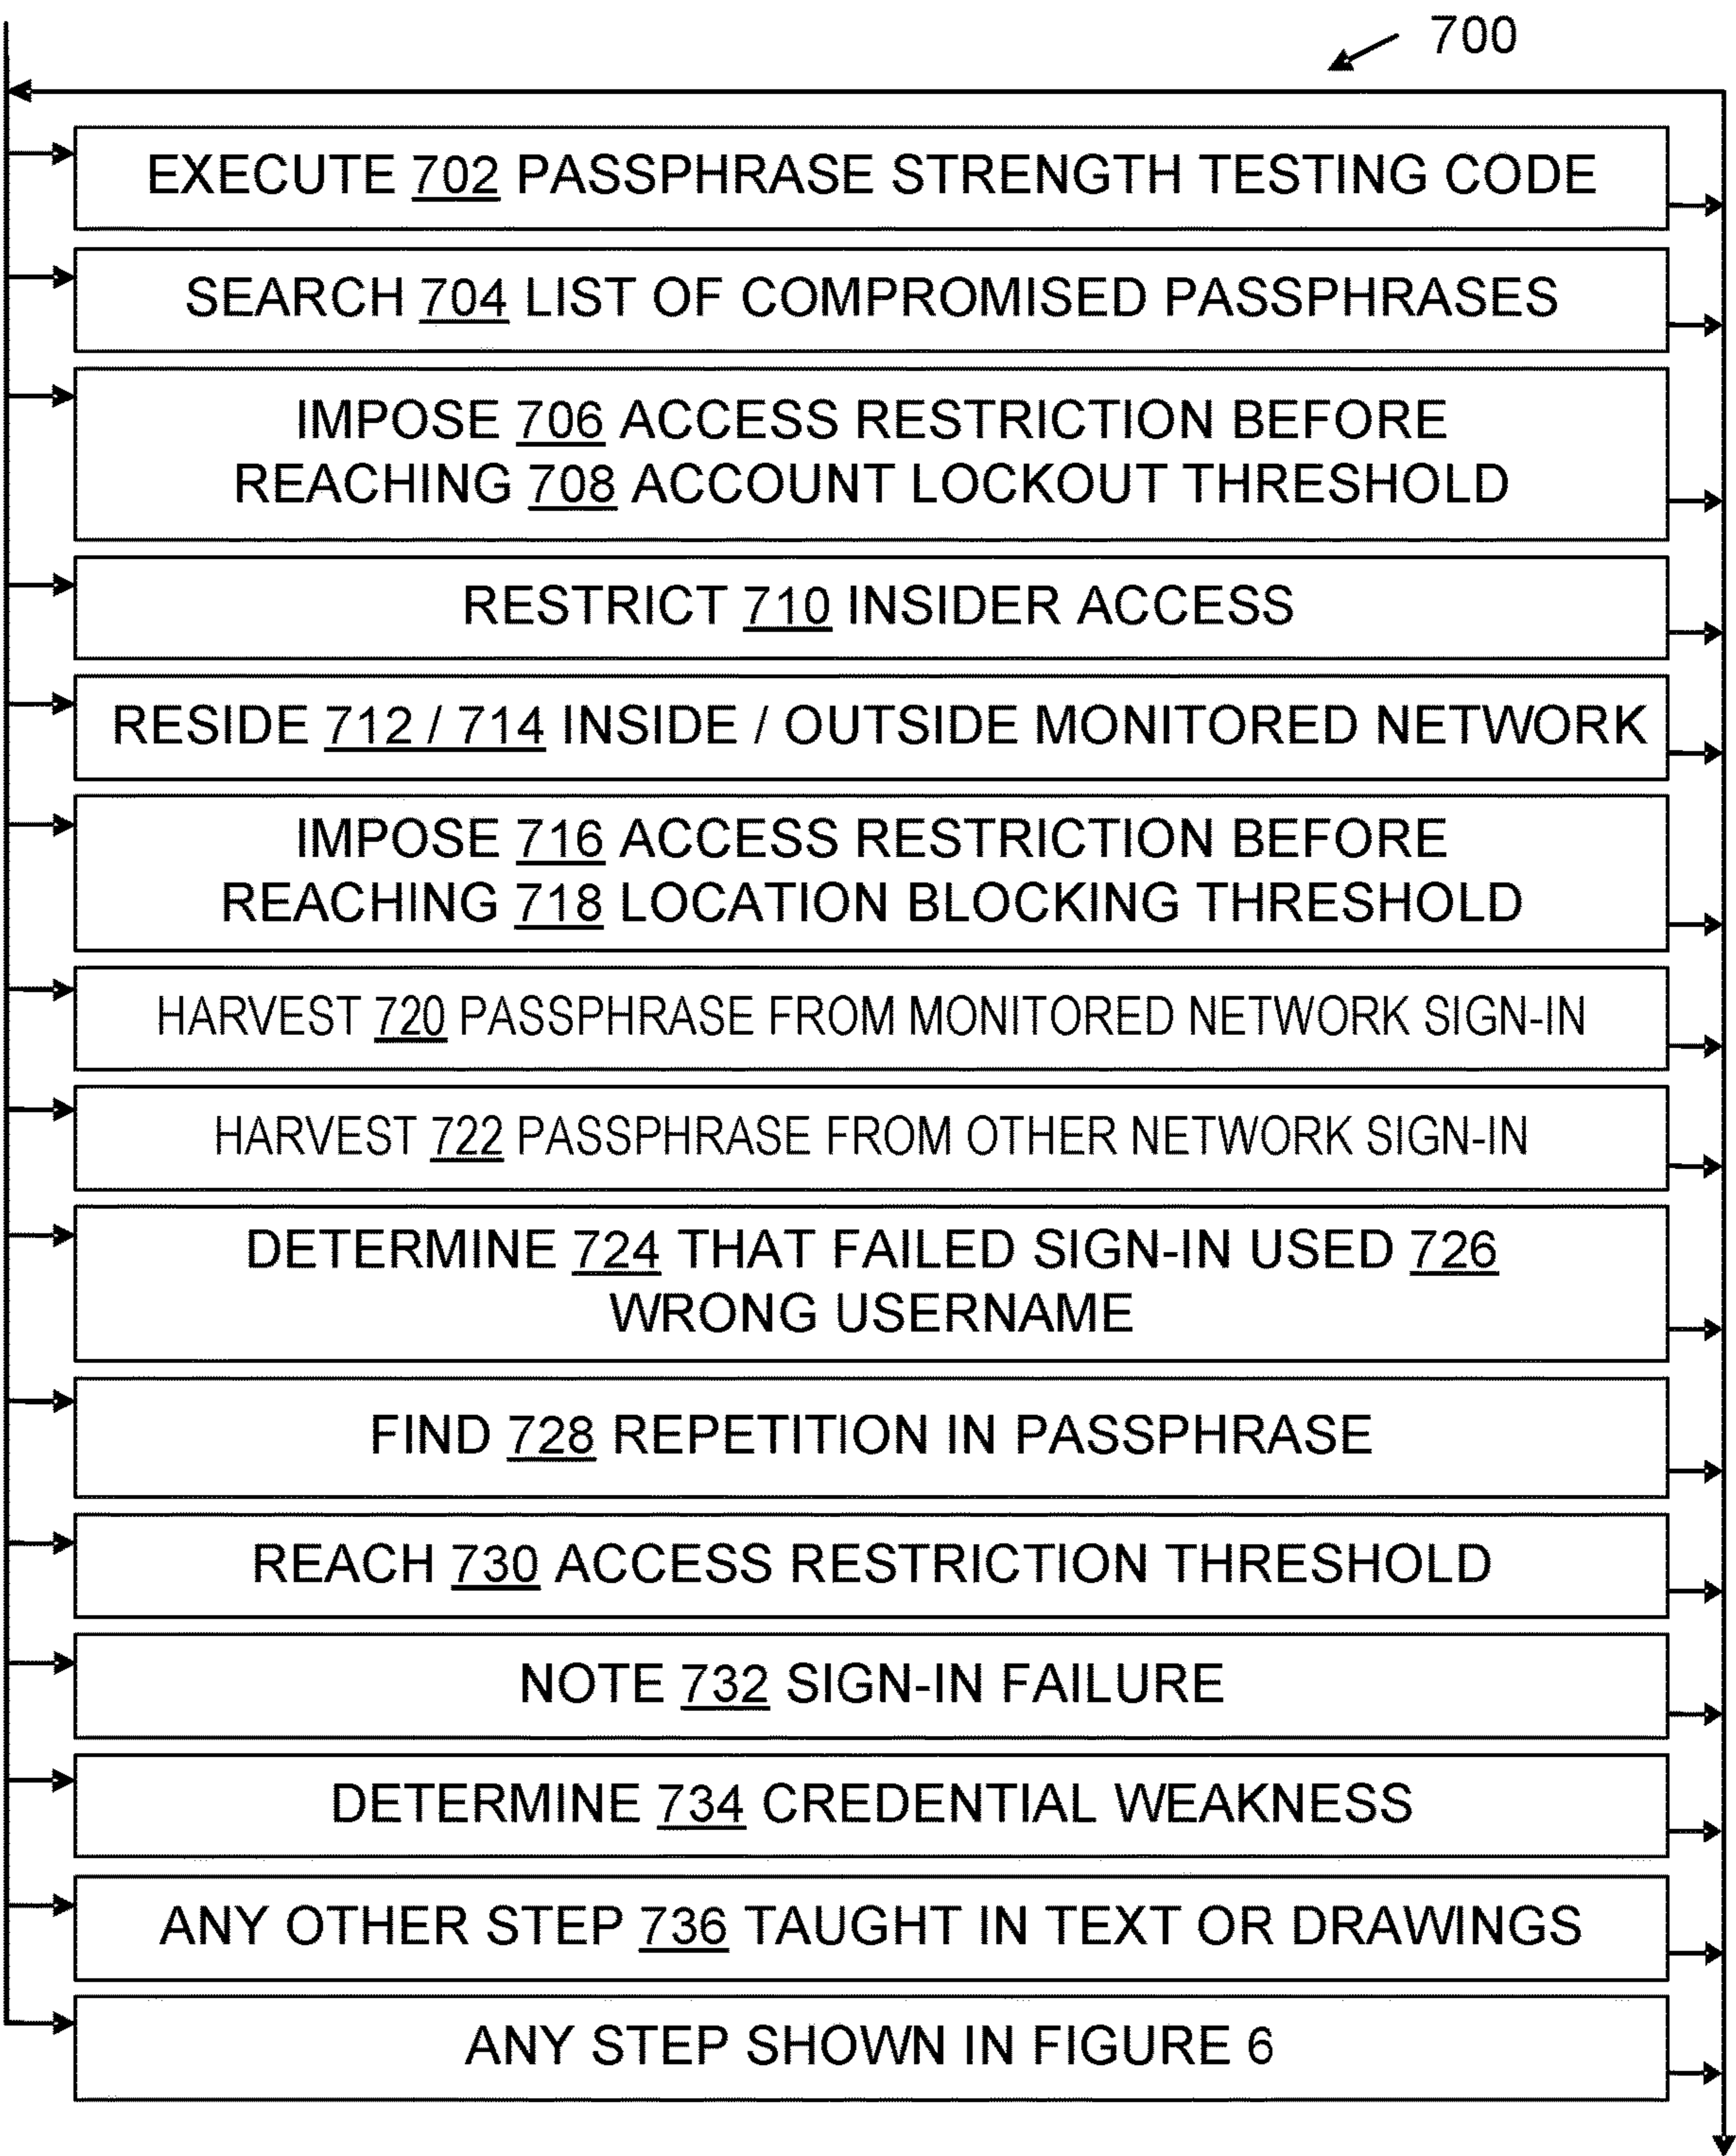 700
EXECUTE 702 PASSPHRASE STRENGTH TESTING CODE
SEARCH 704 LIST OF COMPROMISED PASSPHRASES
IMPOSE 706 ACCESS RESTRICTION BEFORE
REACHING 708 ACCOUNT LOCKOUT THRESHOLD
RESTRICT 710 INSIDER ACCESS
RESIDE 712 / 714 INSIDE / OUTSIDE MONITORED NETWORK
IMPOSE 716 ACCESS RESTRICTION BEFORE
REACHING 718 LOCATION BLOCKING THRESHOLD
HARVEST 720 PASSPHRASE FROM MONITORED NETWORK SIGN-IN
HARVEST 722 PASSPHRASE FROM OTHER NETWORK SIGN-IN
DETERMINE 724 THAT FAILED SIGN-IN USED 726
WRONG USERNAME
FIND 728 REPETITION IN PASSPHRASE
REACH 730 ACCESS RESTRICTION THRESHOLD
NOTE 732 SIGN-IN FAILURE
DETERMINE 734 CREDENTIAL WEAKNESS
ANY OTHER STEP 736 TAUGHT IN TEXT OR DRAWINGS
ANY STEP SHOWN IN FIGURE 6